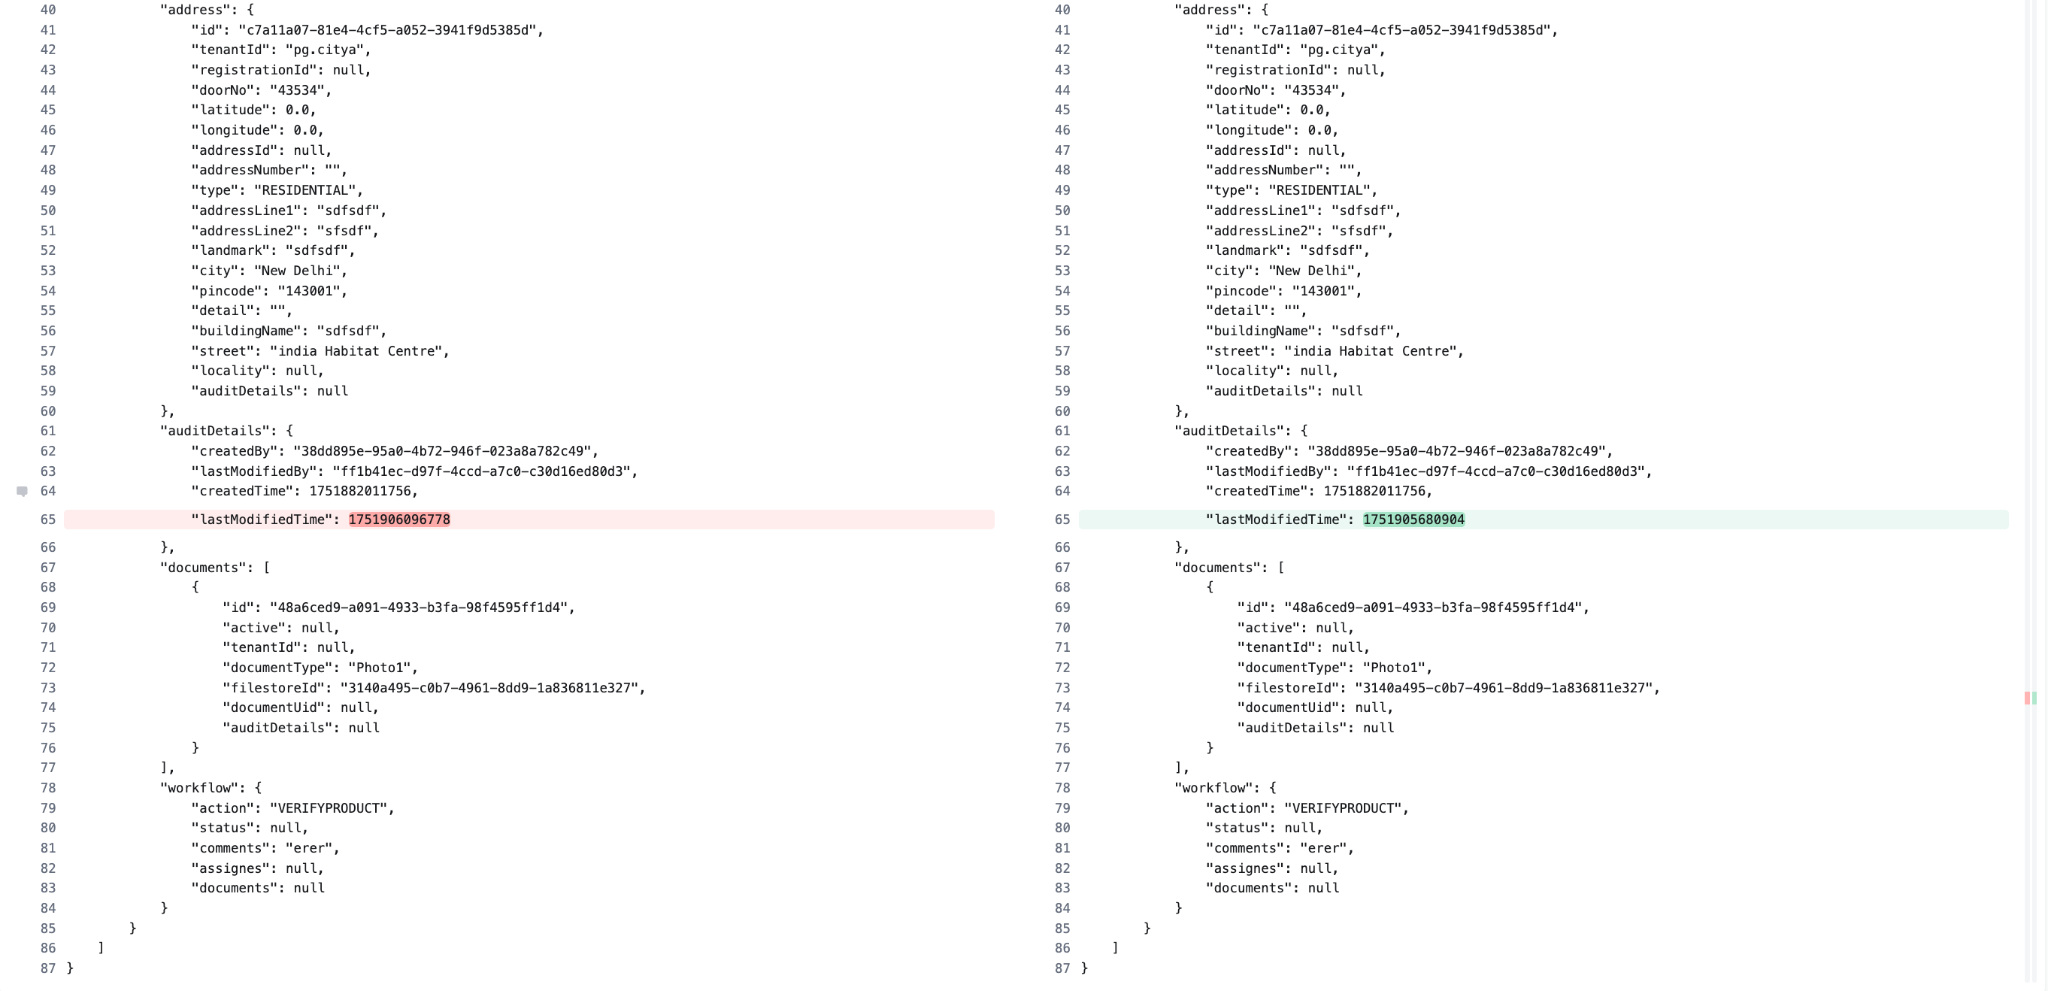 40 "address": {
41 "id": "c7a11a07-81e4-4cf5-a052-3941f9d5385d",
42 "tenantId": "pg.citya",
43 "registrationId": null,
44 "doorNo": "43534",
45 "latitude": 0.0,
46 "longitude": 0.0,
47 "addressId": null,
48 "addressNumber": "",
49 "type": "RESIDENTIAL",
50 "addressLine1": "sdfsdf",
51 "addressLine2": "sfsdf",
52 "landmark": "sdfsdf",
53 "city": "New Delhi",
54 "pincode": "143001",
55 "detail": "",
56 "buildingName": "sdfsdf",
57 "street": "india Habitat Centre",
58 "locality": null,
59 "auditDetails": null
60 },
61 "auditDetails": {
62 "createdBy": "38dd895e-95a0-4b72-946f-023a8a782c49",
63 "lastModifiedBy": "ff1b41ec-d97f-4ccd-a7c0-c30d16ed80d3",
64 "createdTime": 1751882011756,
65 "lastModifiedTime": 1751906096778
66 },
67 "documents": [
68 {
69 "id": "48a6ced9-a091-4933-b3fa-98f4595ff1d4",
70 "active": null,
71 "tenantId": null,
72 "documentType": "Photo1",
73 "filestoreId": "3140a495-c0b7-4961-8dd9-1a836811e327",
74 "documentUid": null,
75 "auditDetails": null
76 }
77 ],
78 "workflow": {
79 "action": "VERIFYPRODUCT",
80 "status": null,
81 "comments": "erer",
82 "assignes": null,
83 "documents": null
84 }
85 }
86 ]
87 }
40 "address": {
41 "id": "c7a11a07-81e4-4cf5-a052-3941f9d5385d",
42 "tenantId": "pg.citya",
43 "registrationId": null,
44 "doorNo": "43534",
45 "latitude": 0.0,
46 "longitude": 0.0,
47 "addressId": null,
48 "addressNumber": "",
49 "type": "RESIDENTIAL",
50 "addressLine1": "sdfsdf",
51 "addressLine2": "sfsdf",
52 "landmark": "sdfsdf",
53 "city": "New Delhi",
54 "pincode": "143001",
55 "detail": "",
56 "buildingName": "sdfsdf",
57 "street": "india Habitat Centre",
58 "locality": null,
59 "auditDetails": null
60 },
61 "auditDetails": {
62 "createdBy": "38dd895e-95a0-4b72-946f-023a8a782c49",
63 "lastModifiedBy": "ff1b41ec-d97f-4ccd-a7c0-c30d16ed80d3",
64 "createdTime": 1751882011756,
65 "lastModifiedTime": 1751905680904
66 },
67 "documents": [
68 {
69 "id": "48a6ced9-a091-4933-b3fa-98f4595ff1d4",
70 "active": null,
71 "tenantId": null,
72 "documentType": "Photo1",
73 "filestoreId": "3140a495-c0b7-4961-8dd9-1a836811e327",
74 "documentUid": null,
75 "auditDetails": null
76 }
77 ],
78 "workflow": {
79 "action": "VERIFYPRODUCT",
80 "status": null,
81 "comments": "erer",
82 "assignes": null,
83 "documents": null
84 }
85 }
86 ]
87 }